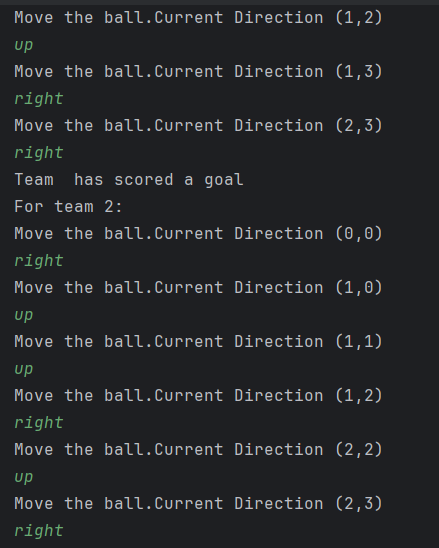 Move the ball.Current Direction (1,2)
up
Move the ball.Current Direction (1,3)
right
Move the ball.Current Direction (2,3)
right
Team  has scored a goal
For team 2:
Move the ball.Current Direction (0,0)
right
Move the ball.Current Direction (1,0)
up
Move the ball.Current Direction (1,1)
up
Move the ball.Current Direction (1,2)
right
Move the ball.Current Direction (2,2)
up
Move the ball.Current Direction (2,3)
right